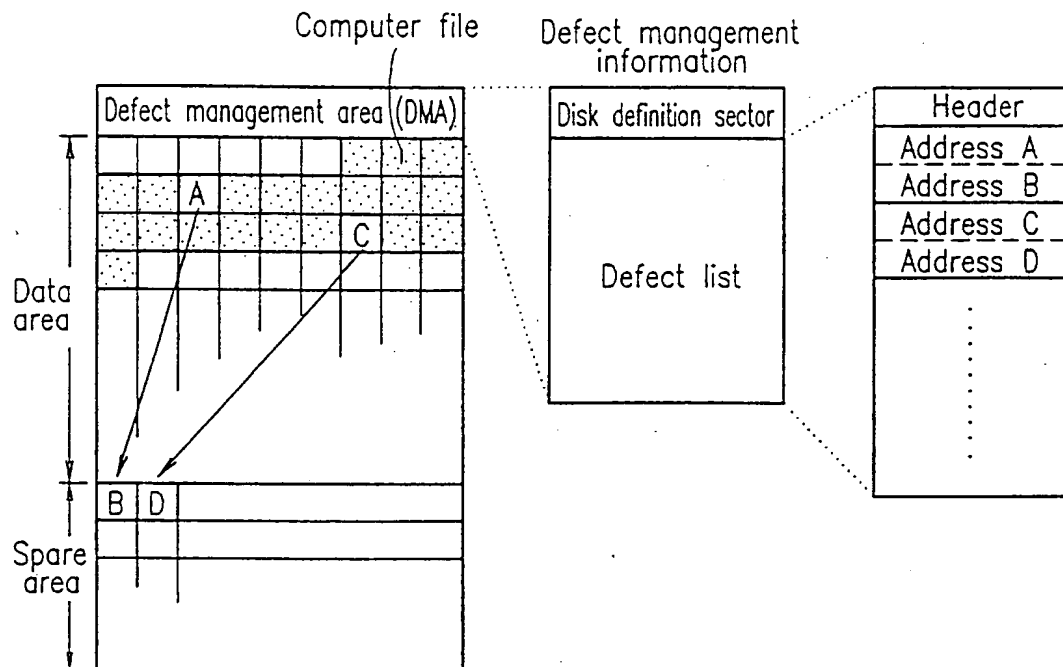 Computer file
Defect management
information
Defect management area (DMA)
Disk definition sector
Header
Address A
Address B
Address C
Address D
A
C
Defect list
Data
area
B D
Spare
area